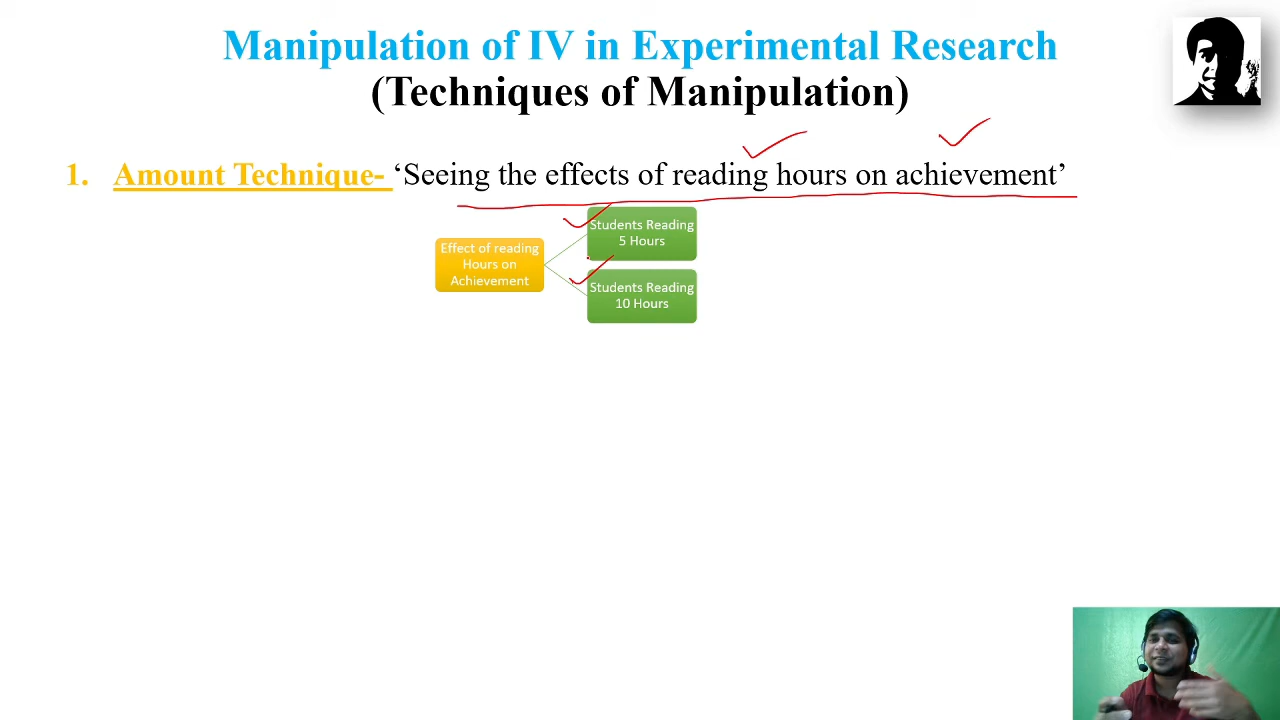 Manipulation of IV in Experimental Research
(Techniques of Manipulation)
1. Amount Technique- ‘Seeing the effects of reading hours on achievement’
Effect of reading
Hours on
Achievement
Students Reading
5 Hours
Students Reading
10 Hours